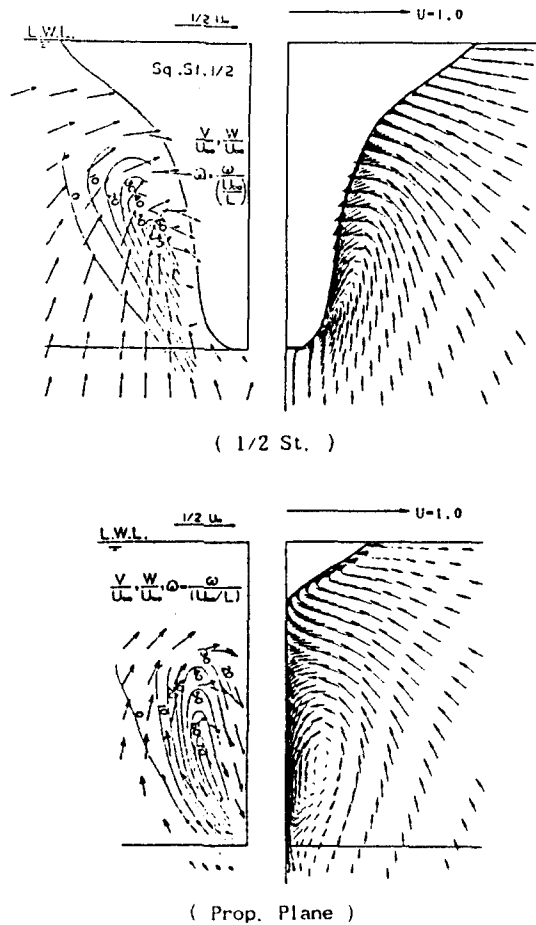 1/2 U∞
U=1.0
L.W.L.
Sq.St.1/2
V/U∞, W/U∞
ω = ω/(U∞/L)
( 1/2 St. )
1/2 U∞
U=1.0
L.W.L.
V/U∞, W/U∞, ω = ω/(U∞/L)
( Prop. Plane )